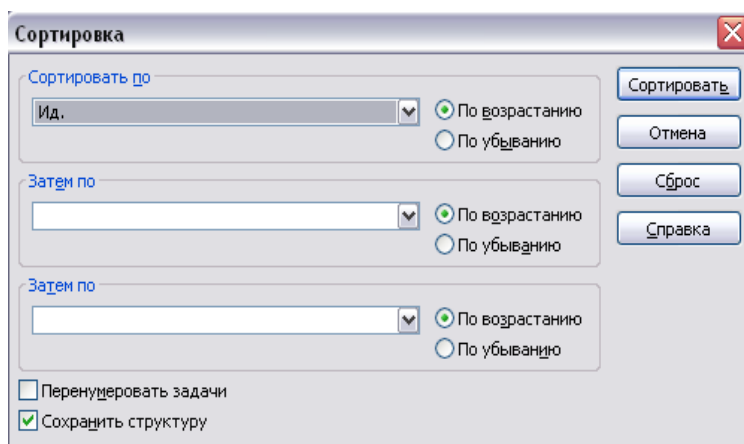 Сортировка
Сортировать по
Ид.
По возрастанию
По убыванию
Затем по
По возрастанию
По убыванию
Затем по
По возрастанию
По убыванию
Перенумеровать задачи
Сохранить структуру
Сортировать
Отмена
Сброс
Справка